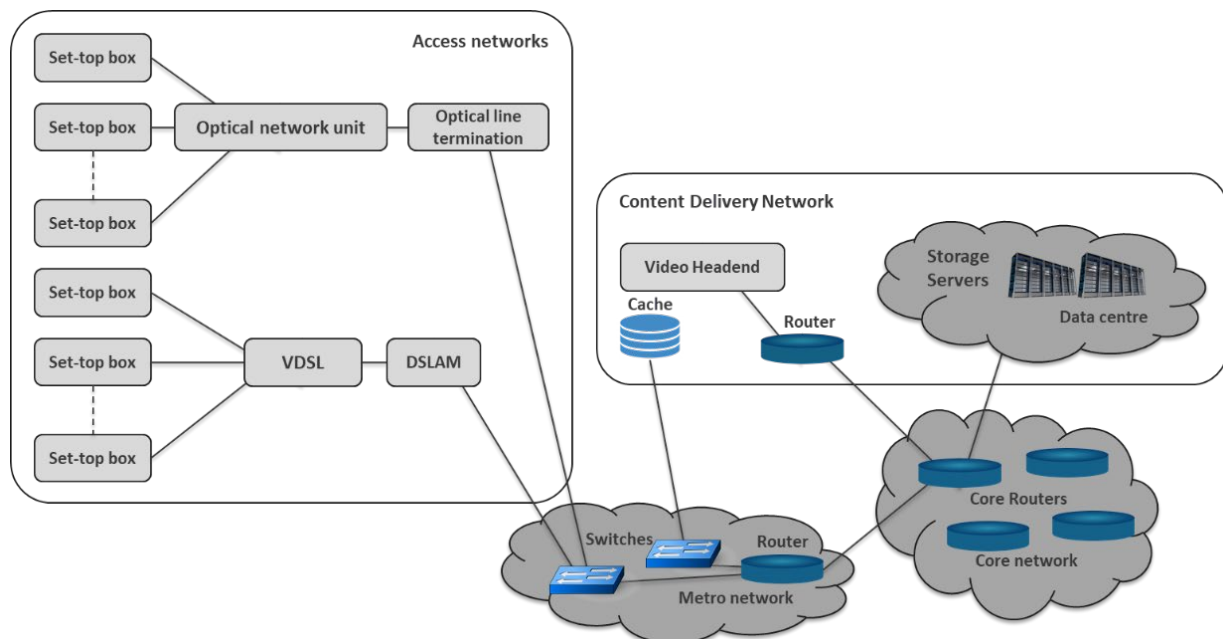 Access networks
Set-top box
Set-top box
Set-top box
Optical network unit
Optical line
termination
Set-top box
Set-top box
Set-top box
VDSL
DSLAM
Content Delivery Network
Video Headend
Cache
Router
Storage
Servers
Data centre
Core Routers
Core network
Switches
Router
Metro network